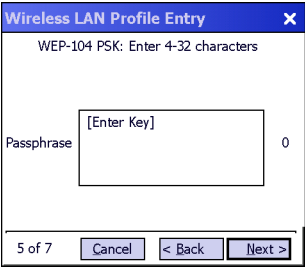 Wireless LAN Profile Entry
WEP-104 PSK: Enter 4-32 characters
[Enter Key]
Passphrase 0
5 of 7 Cancel < Back Next >